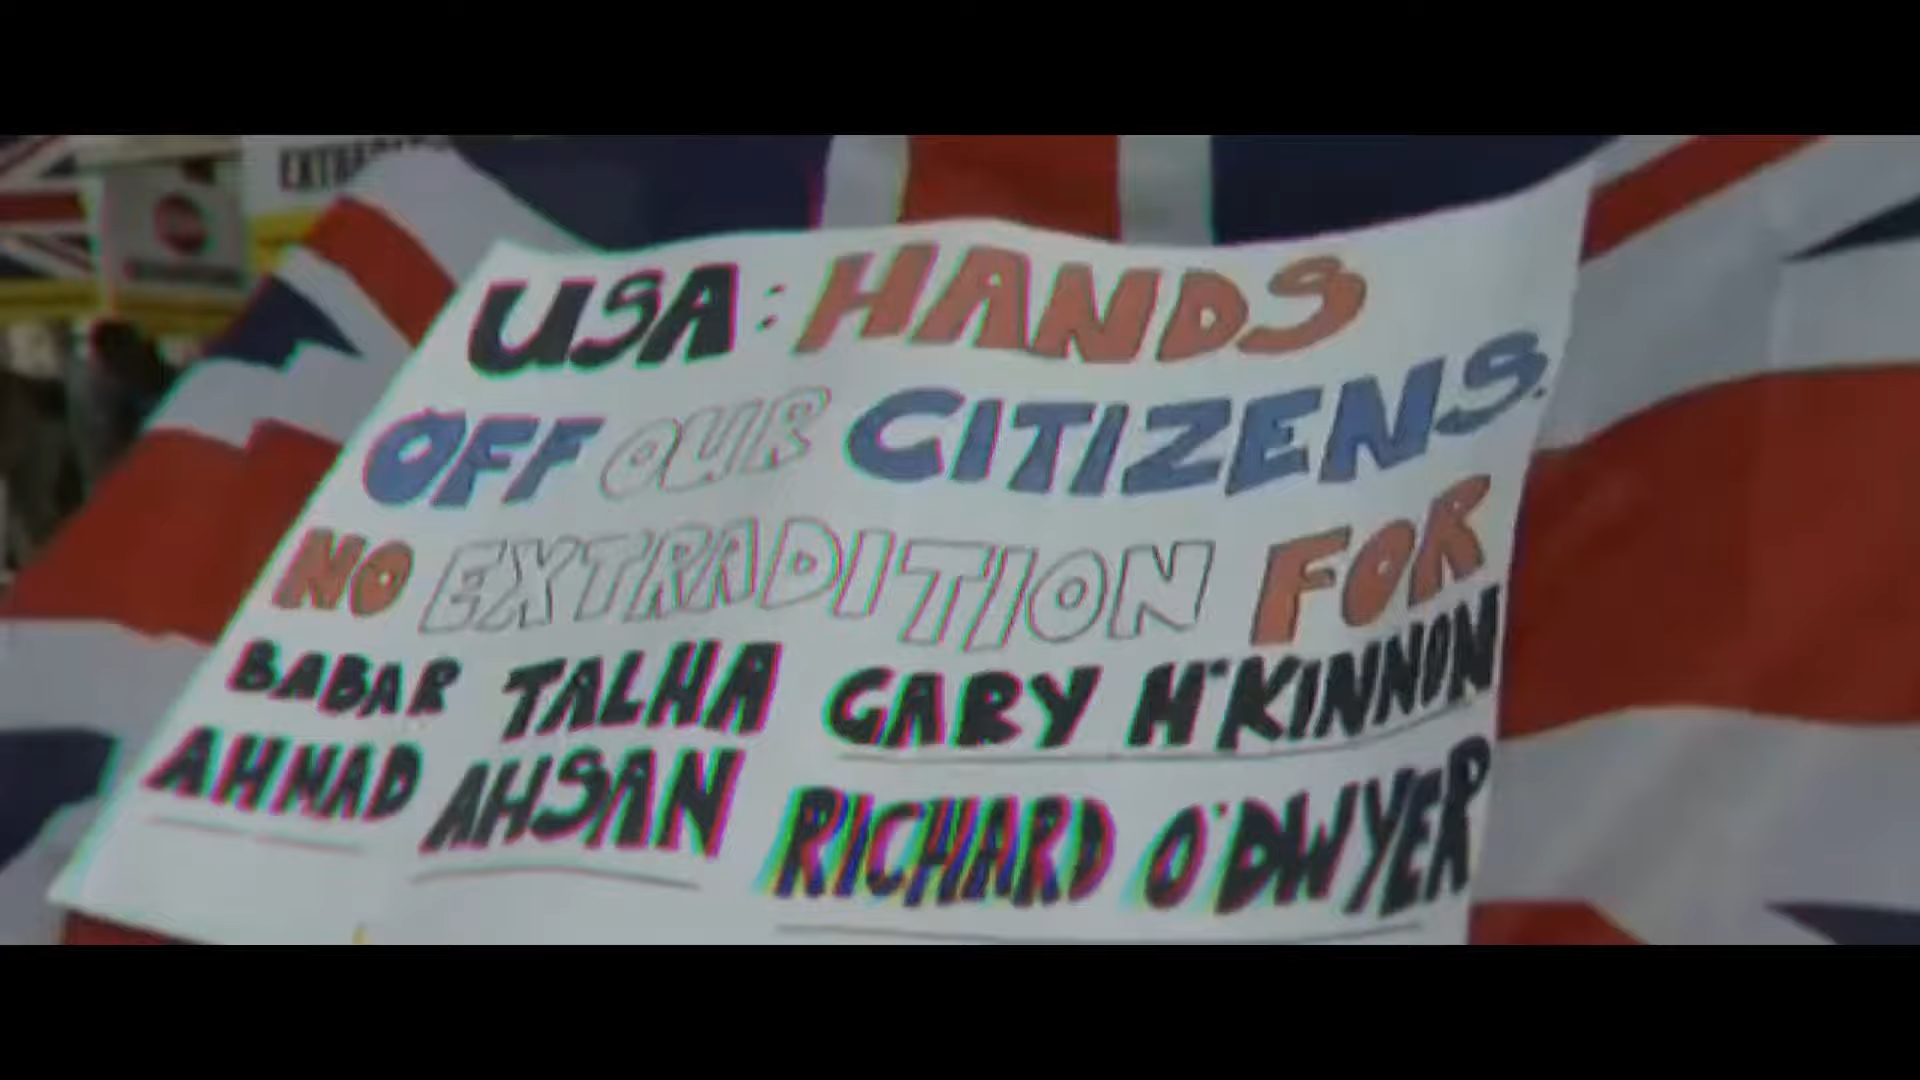 USA: HANDS
OFF OUR CITIZENS.
NO EXTRADITION FOR
BABAR TALHA GARY McKINNON
AHMAD AHSAN RICHARD O'DWYER